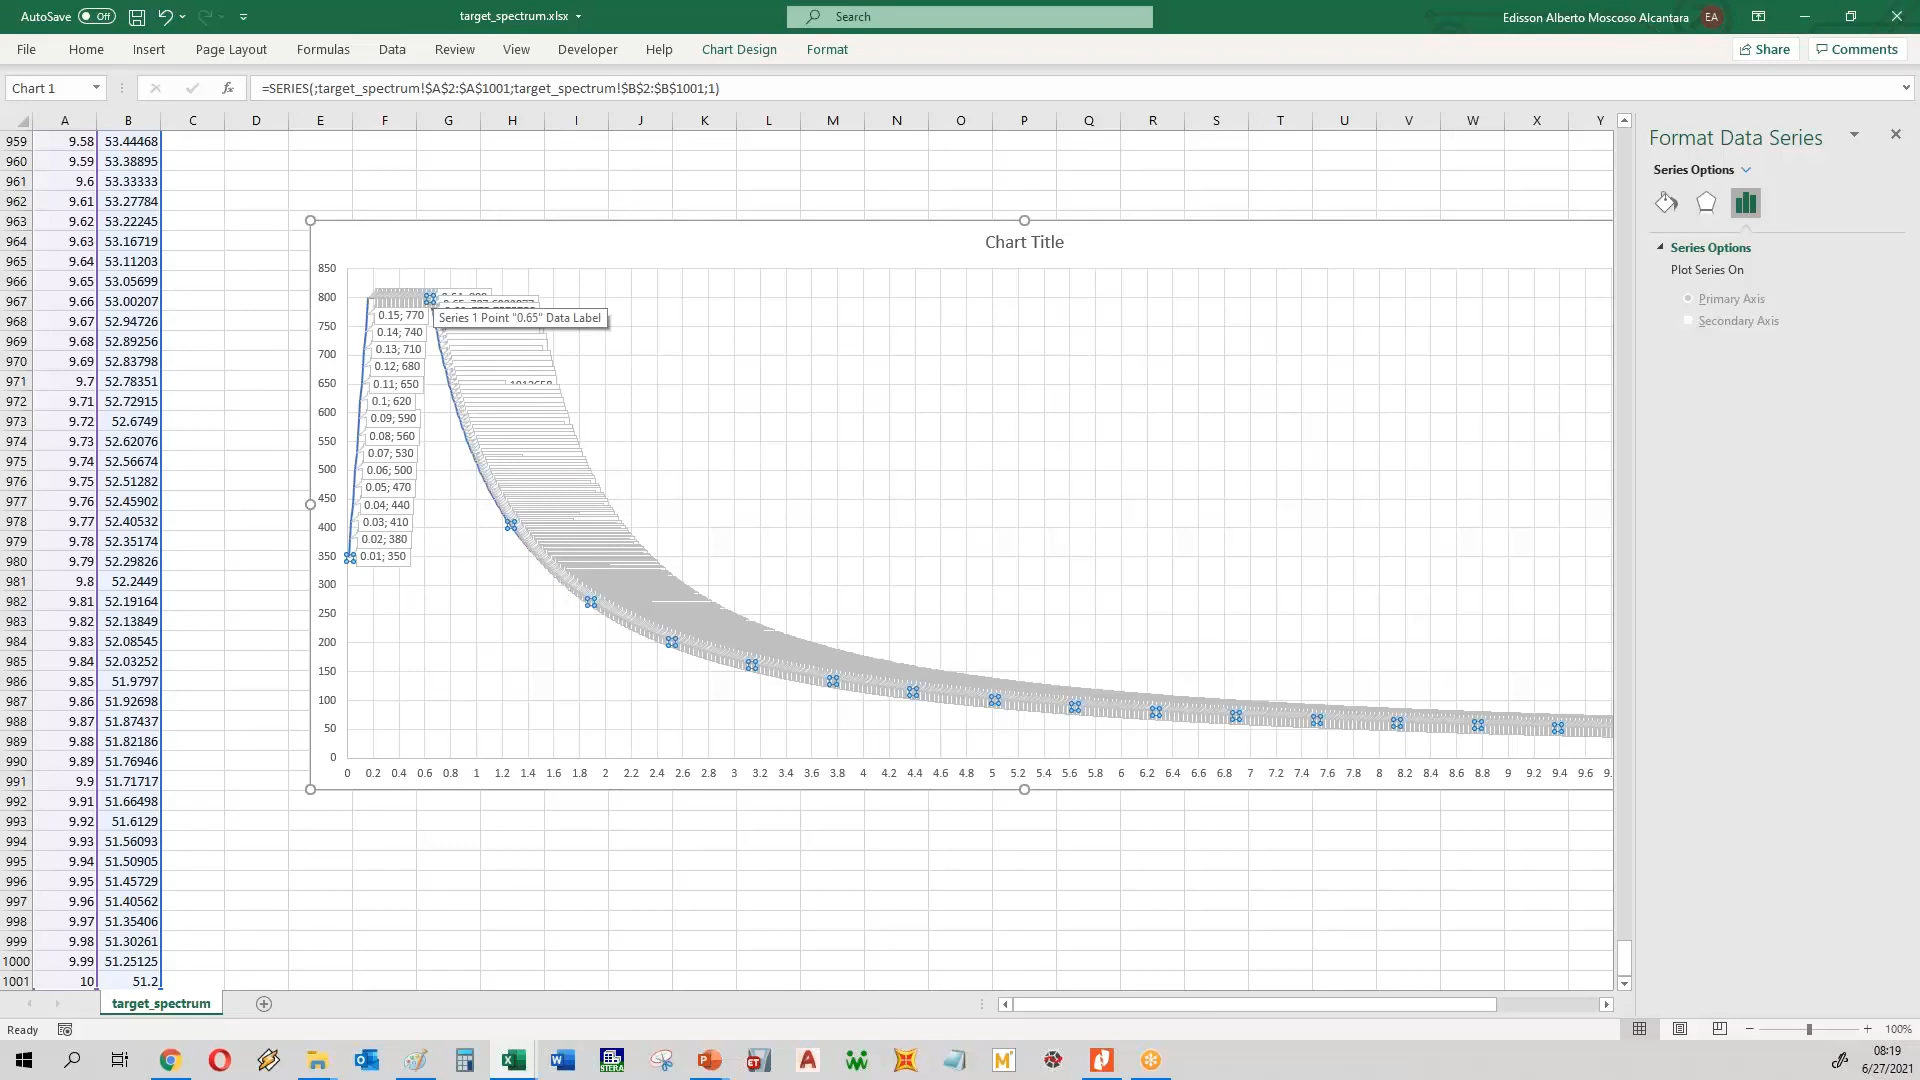 AutoSave Off target_spectrum.xlsx Search Edisson Alberto Moscoso Alcantara EA
File Home Insert Page Layout Formulas Data Review View Developer Help Chart Design Format Share Comments
Chart 1 fx =SERIES(;target_spectrum!$A$2:$A$1001;target_spectrum!$B$2:$B$1001;1)
A B C D E F G H I J K L M N O P Q R S T U V W X Y
959 9.58 53.44468
960 9.59 53.38895
961 9.6 53.33333
962 9.61 53.27784
963 9.62 53.22245
964 9.63 53.16719
965 9.64 53.11203
966 9.65 53.05699
967 9.66 53.00207
968 9.67 52.94726
969 9.68 52.89256
970 9.69 52.83798
971 9.7 52.78351
972 9.71 52.72915
973 9.72 52.6749
974 9.73 52.62076
975 9.74 52.56674
976 9.75 52.51282
977 9.76 52.45902
978 9.77 52.40532
979 9.78 52.35174
980 9.79 52.29826
981 9.8 52.2449
982 9.81 52.19164
983 9.82 52.13849
984 9.83 52.08545
985 9.84 52.03252
986 9.85 51.9797
987 9.86 51.92698
988 9.87 51.87437
989 9.88 51.82186
990 9.89 51.76946
991 9.9 51.71717
992 9.91 51.66498
993 9.92 51.6129
994 9.93 51.56093
995 9.94 51.50905
996 9.95 51.45729
997 9.96 51.40562
998 9.97 51.35406
999 9.98 51.30261
1000 9.99 51.25125
1001 10 51.2
Chart Title
850
800
750
700
650
600
550
500
450
400
350
300
250
200
150
100
50
0
0.15; 770
0.14; 740
0.13; 710
0.12; 680
0.11; 650
0.1; 620
0.09; 590
0.08; 560
0.07; 530
0.06; 500
0.05; 470
0.04; 440
0.03; 410
0.02; 380
0.01; 350
Series 1 Point "0.65" Data Label
0 0.2 0.4 0.6 0.8 1 1.2 1.4 1.6 1.8 2 2.2 2.4 2.6 2.8 3 3.2 3.4 3.6 3.8 4 4.2 4.4 4.6 4.8 5 5.2 5.4 5.6 5.8 6 6.2 6.4 6.6 6.8 7 7.2 7.4 7.6 7.8 8 8.2 8.4 8.6 8.8 9 9.2 9.4 9.6 9.
Format Data Series
Series Options
Series Options
Plot Series On
Primary Axis
Secondary Axis
target_spectrum
Ready 100%
STERA
08:19
6/27/2021